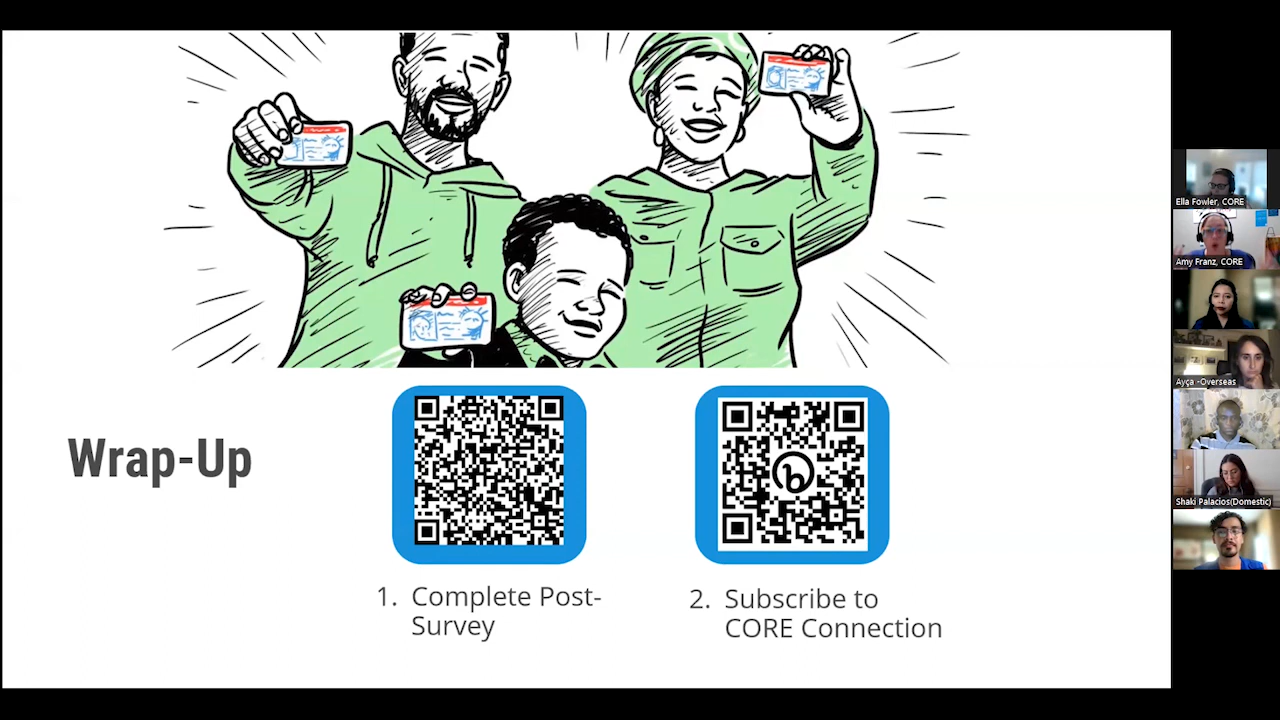 Wrap-Up
1. Complete Post-
Survey
2. Subscribe to
CORE Connection
Ella Fowler, CORE
Amy Franz, CORE
Ayça -Overseas
Shaki Palacios(Domestic)